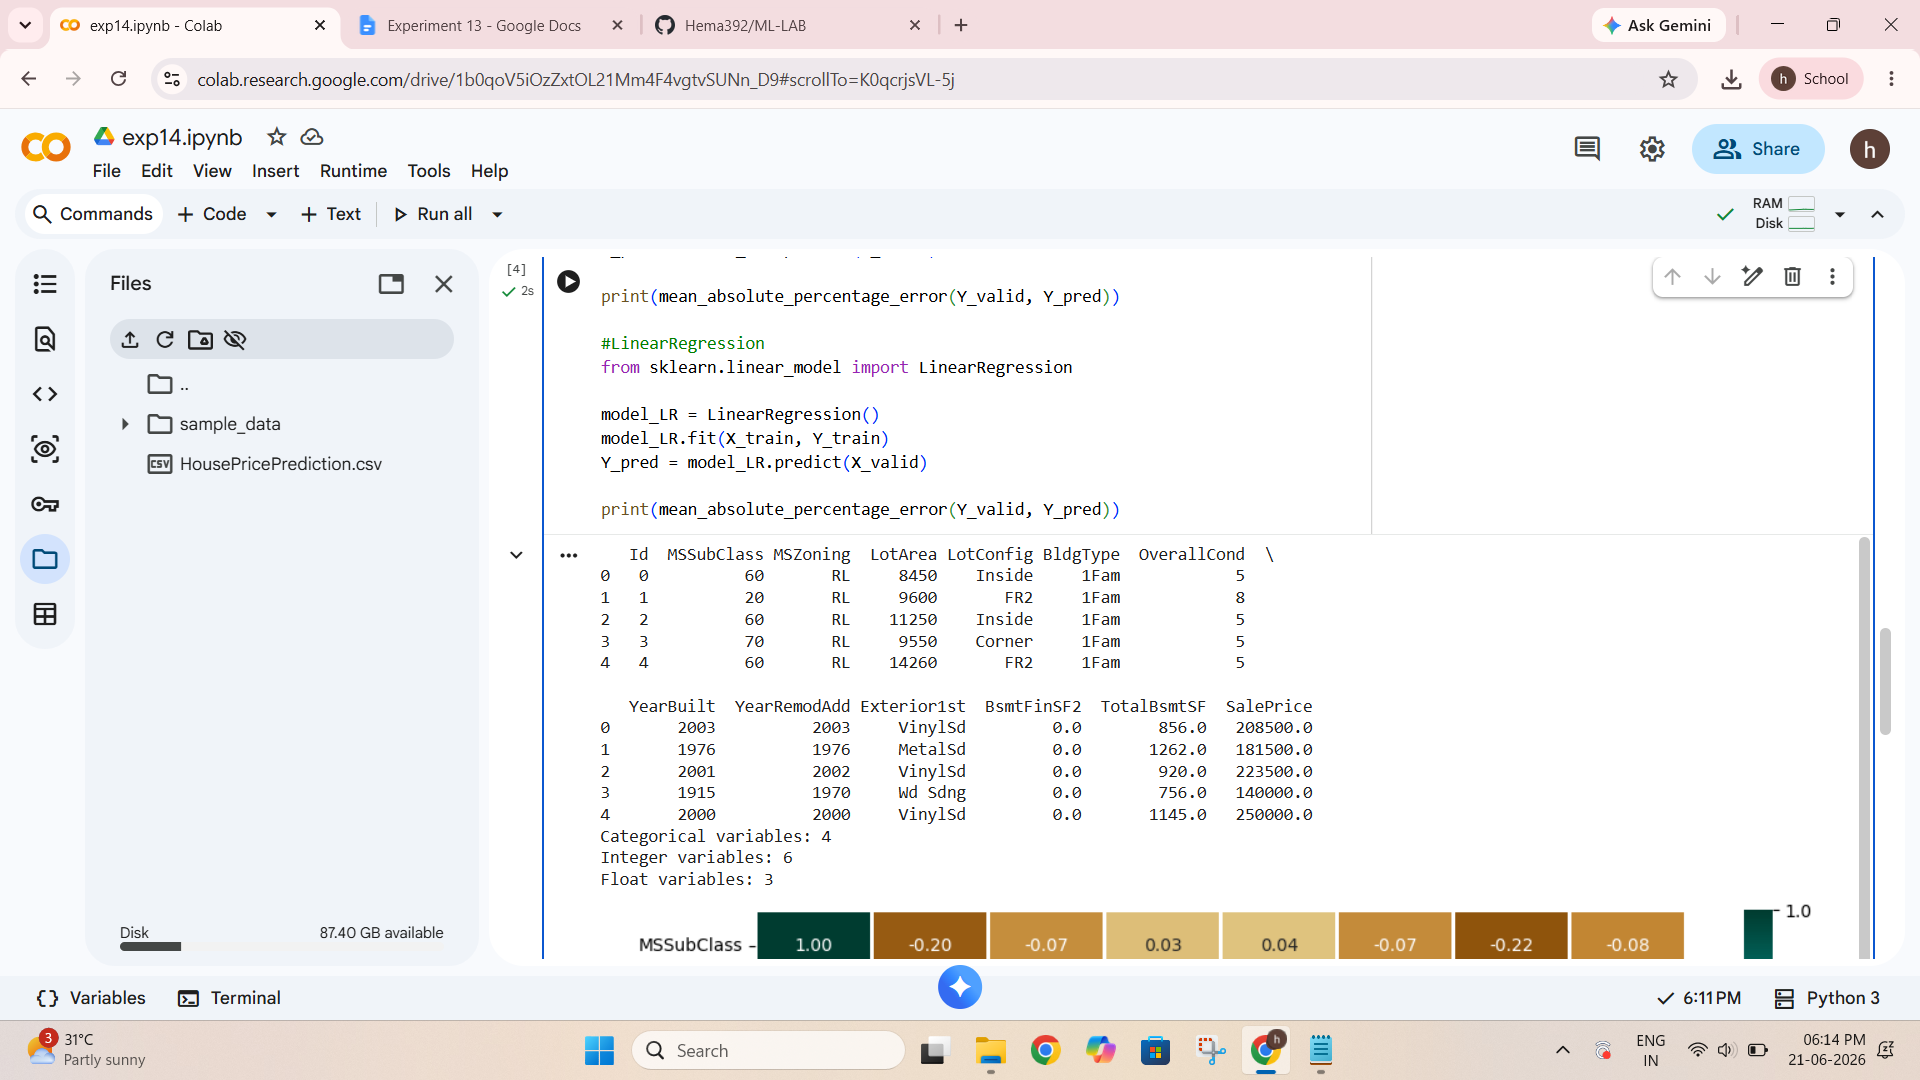 exp14.ipynb - Colab
Experiment 13 - Google Docs
Hema392/ML-LAB
Ask Gemini
colab.research.google.com/drive/1b0qoV5iOzZxtOL21Mm4F4vgtvSUNn_D9#scrollTo=K0qcrjsVL-5j
h School
exp14.ipynb
File Edit View Insert Runtime Tools Help
Share
h
Commands + Code + Text Run all
RAM
Disk
Files
..
sample_data
CSV HousePricePrediction.csv
Disk 87.40 GB available
[4]
2s
print(mean_absolute_percentage_error(Y_valid, Y_pred))
#LinearRegression
from sklearn.linear_model import LinearRegression
model_LR = LinearRegression()
model_LR.fit(X_train, Y_train)
Y_pred = model_LR.predict(X_valid)
print(mean_absolute_percentage_error(Y_valid, Y_pred))
Id MSSubClass MSZoning LotArea LotConfig BldgType OverallCond \
0 0 60 RL 8450 Inside 1Fam 5
1 1 20 RL 9600 FR2 1Fam 8
2 2 60 RL 11250 Inside 1Fam 5
3 3 70 RL 9550 Corner 1Fam 5
4 4 60 RL 14260 FR2 1Fam 5
YearBuilt YearRemodAdd Exterior1st BsmtFinSF2 TotalBsmtSF SalePrice
0 2003 2003 VinylSd 0.0 856.0 208500.0
1 1976 1976 MetalSd 0.0 1262.0 181500.0
2 2001 2002 VinylSd 0.0 920.0 223500.0
3 1915 1970 Wd Sdng 0.0 756.0 140000.0
4 2000 2000 VinylSd 0.0 1145.0 250000.0
Categorical variables: 4
Integer variables: 6
Float variables: 3
MSSubClass - 1.00 -0.20 -0.07 0.03 0.04 -0.07 -0.22 -0.08
1.0
Variables Terminal
6:11 PM Python 3
3
31°C
Partly sunny
Search
h
ENG
IN
06:14 PM
21-06-2026